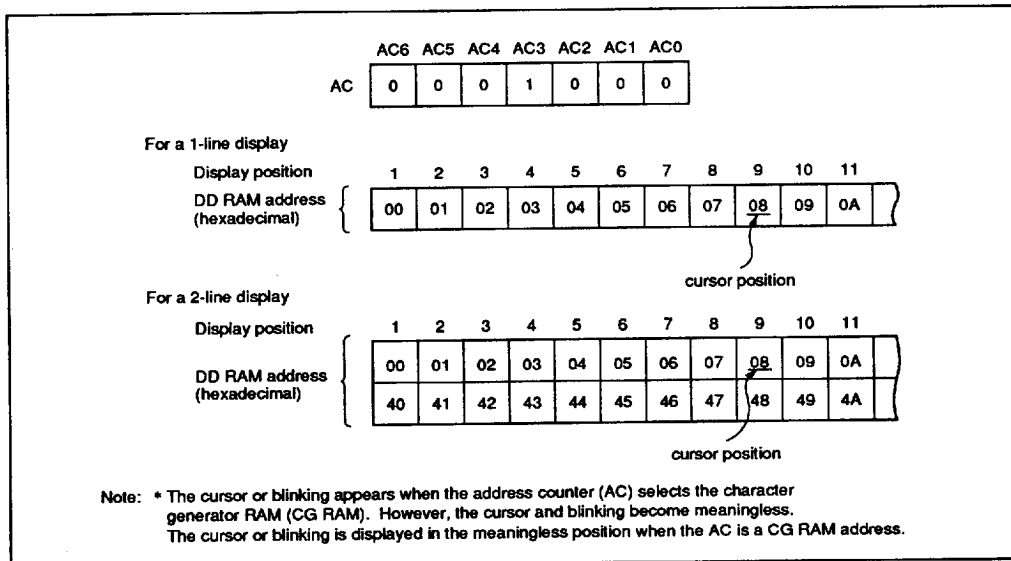 AC6 AC5 AC4 AC3 AC2 AC1 AC0
AC 0 0 0 1 0 0 0
For a 1-line display
Display position 1 2 3 4 5 6 7 8 9 10 11
DD RAM address
(hexadecimal)
00 01 02 03 04 05 06 07 08 09 0A
cursor position
For a 2-line display
Display position 1 2 3 4 5 6 7 8 9 10 11
DD RAM address
(hexadecimal)
00 01 02 03 04 05 06 07 08 09 0A
40 41 42 43 44 45 46 47 48 49 4A
cursor position
Note: * The cursor or blinking appears when the address counter (AC) selects the character
generator RAM (CG RAM). However, the cursor and blinking become meaningless.
The cursor or blinking is displayed in the meaningless position when the AC is a CG RAM address.